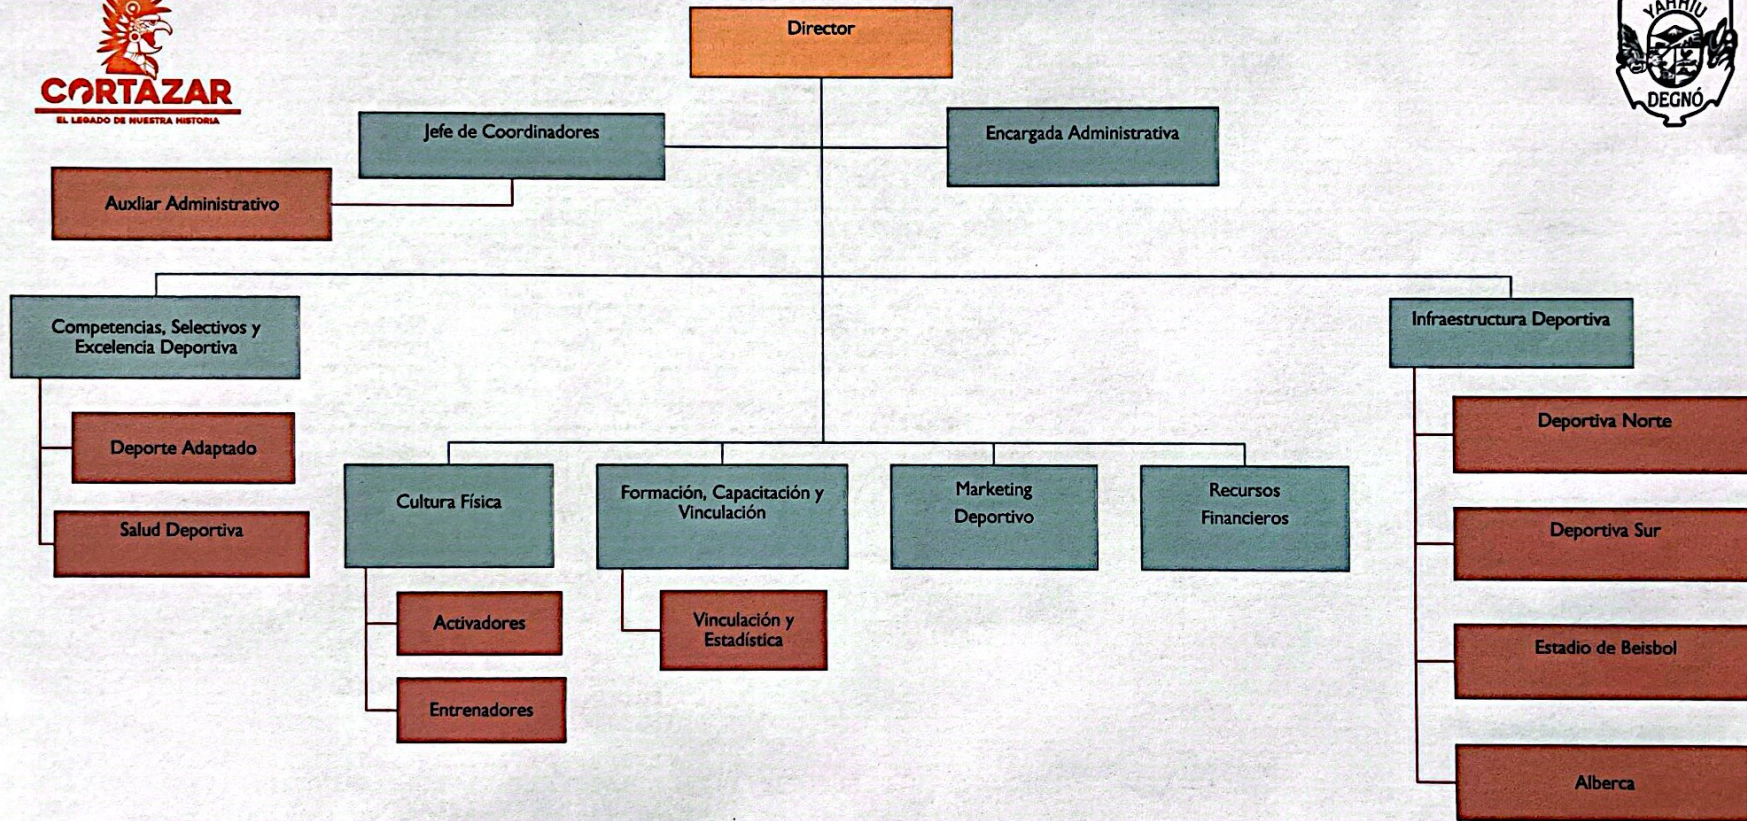 Director
YAHHIU
DEGNÓ
CORTAZAR
EL LEGADO DE NUESTRA HISTORIA
Jefe de Coordinadores
Encargada Administrativa
Auxliar Administrativo
Competencias, Selectivos y
Excelencia Deportiva
Infraestructura Deportiva
Deporte Adaptado
Salud Deportiva
Cultura Física
Activadores
Entrenadores
Formación, Capacitación y
Vinculación
Vinculación y
Estadística
Marketing
Deportivo
Recursos
Financieros
Deportiva Norte
Deportiva Sur
Estadio de Beisbol
Alberca